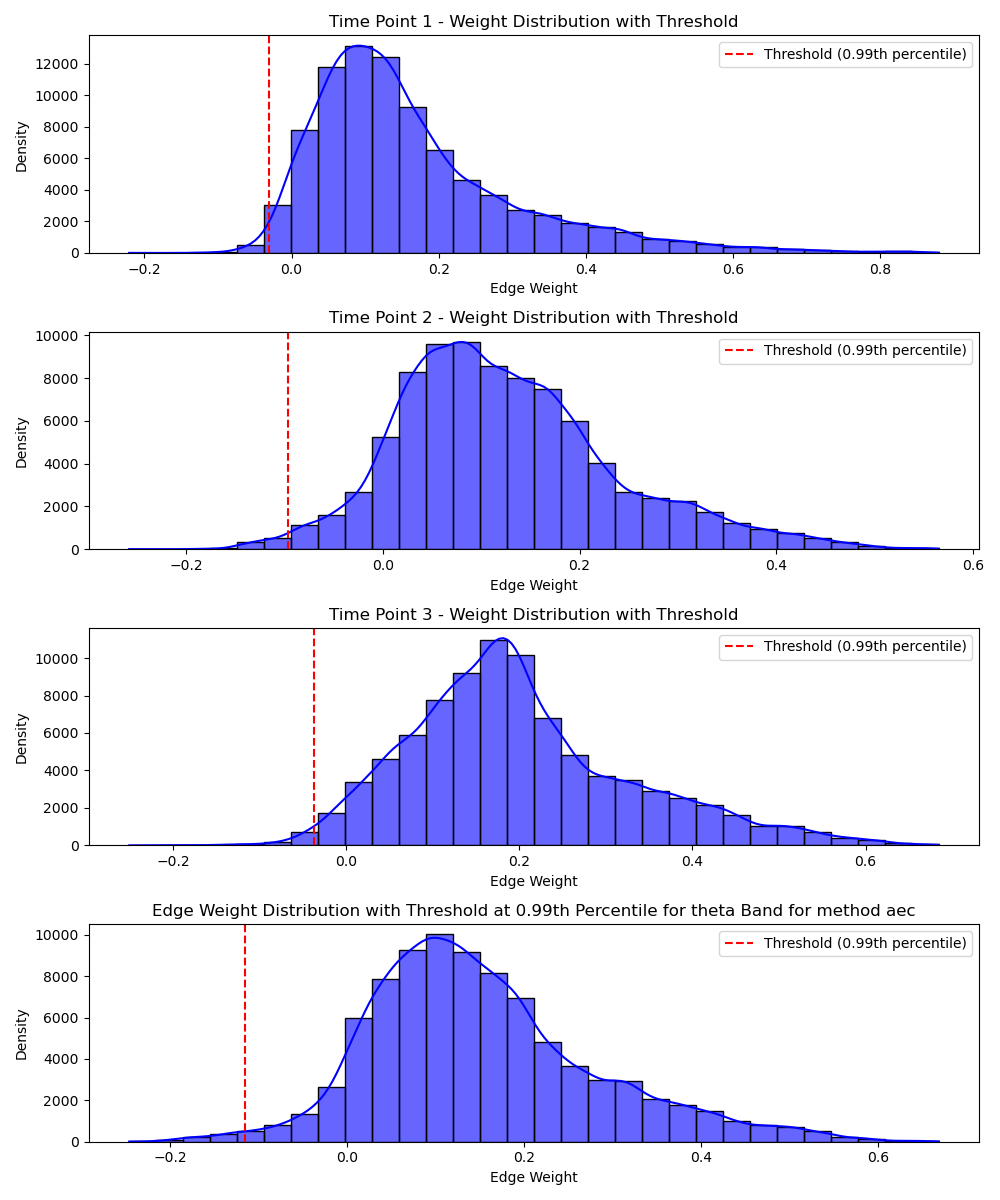 Time Point 1 - Weight Distribution with Threshold
Threshold (0.99th percentile)
Density
12000
10000
8000
6000
4000
2000
0
−0.2
0.0
0.2
0.4
0.6
0.8
Edge Weight
Time Point 2 - Weight Distribution with Threshold
Threshold (0.99th percentile)
Density
10000
8000
6000
4000
2000
0
−0.2
0.0
0.2
0.4
0.6
Edge Weight
Time Point 3 - Weight Distribution with Threshold
Threshold (0.99th percentile)
Density
10000
8000
6000
4000
2000
0
−0.2
0.0
0.2
0.4
0.6
Edge Weight
Edge Weight Distribution with Threshold at 0.99th Percentile for theta Band for method aec
Threshold (0.99th percentile)
Density
10000
8000
6000
4000
2000
0
−0.2
0.0
0.2
0.4
0.6
Edge Weight